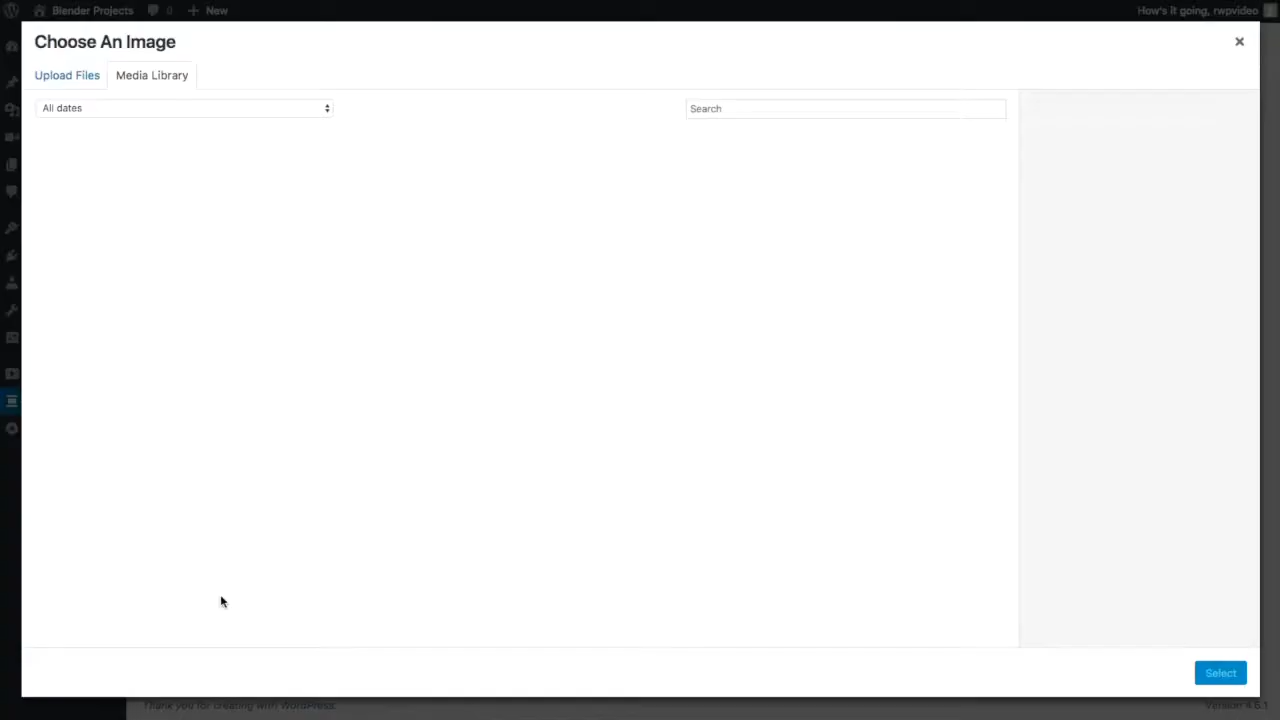 Blender Projects 0 New How's it going, rwpvideo
Choose An Image
Upload Files Media Library
All dates Search
Select
Thank you for creating with WordPress. Version 4.6.1